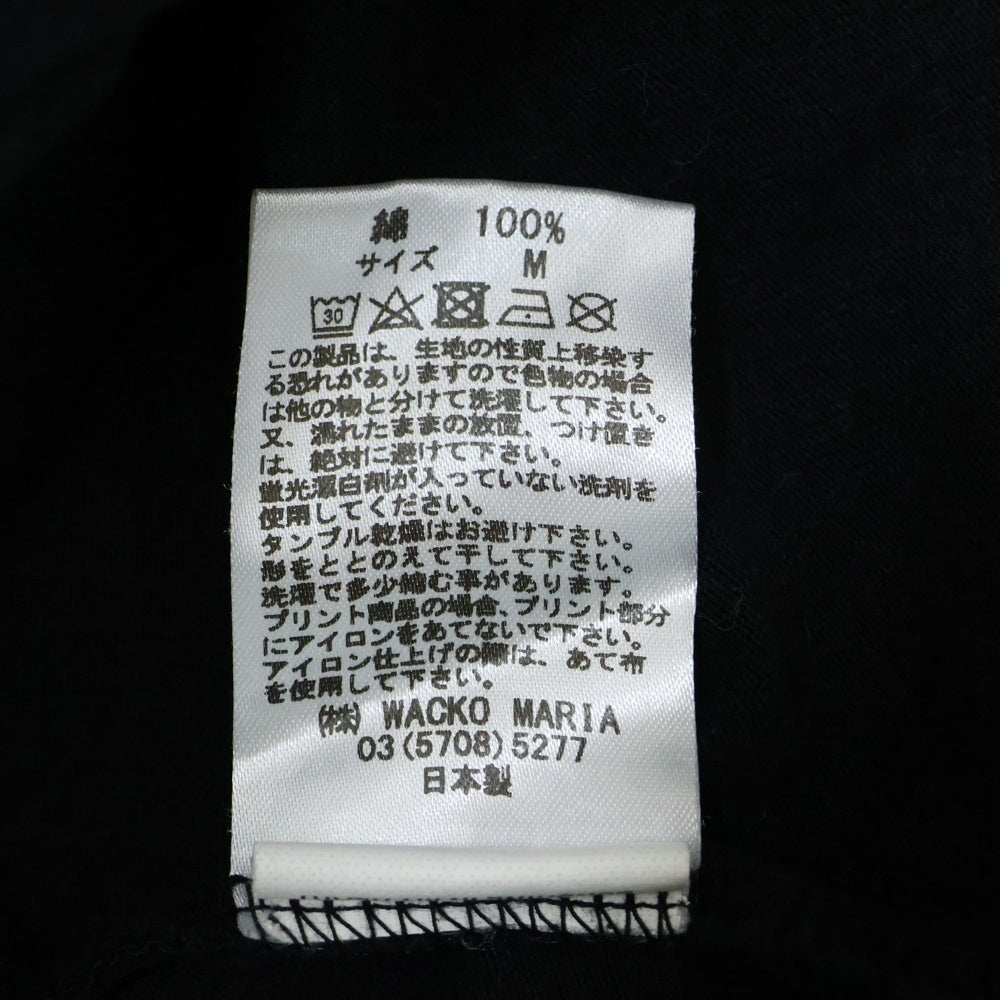 綿 100%
サイズ M
30
この製品は、生地の性質上移染す
る恐れがありますので色物の場合
は他の物と分けて洗濯して下さい。
又、濡れたままの放置、つけ置き
は、絶対に避けて下さい。
蛍光漂白剤が入っていない洗剤を
使用してください。
タンブル乾燥はお避け下さい。
形をととのえて干して下さい。
洗濯で多少縮む事があります。
プリント商品の場合、プリント部分
にアイロンをあてないで下さい。
アイロン仕上げの際は、あて布
を使用して下さい。
㈱ WACKO MARIA
03(5708)5277
日本製